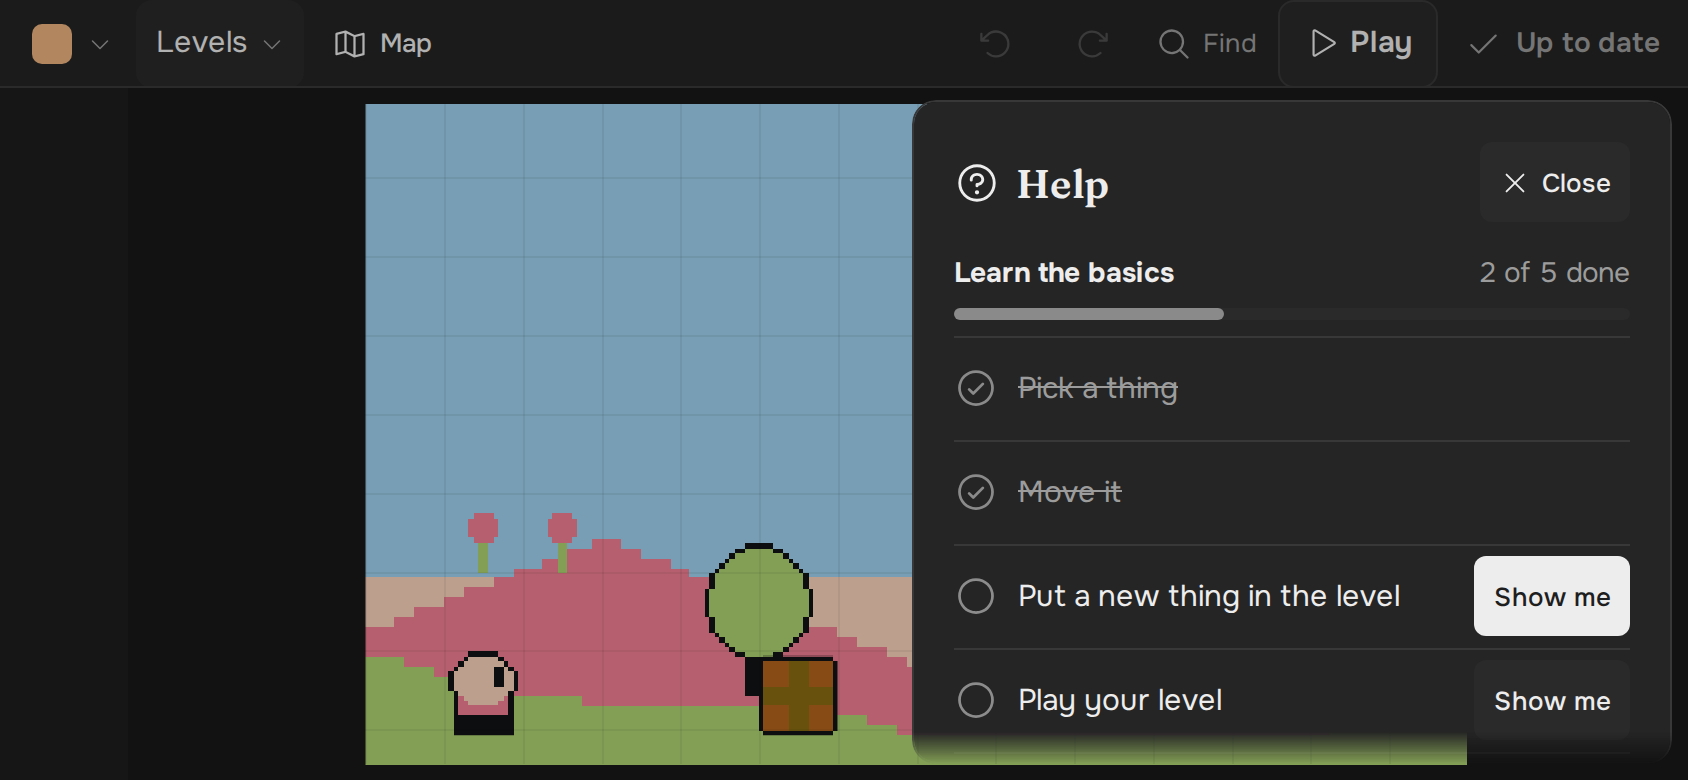 Levels
Map
Find
Play
Up to date
Help
Close
Learn the basics
2 of 5 done
Pick a thing
Move it
Put a new thing in the level
Show me
Play your level
Show me